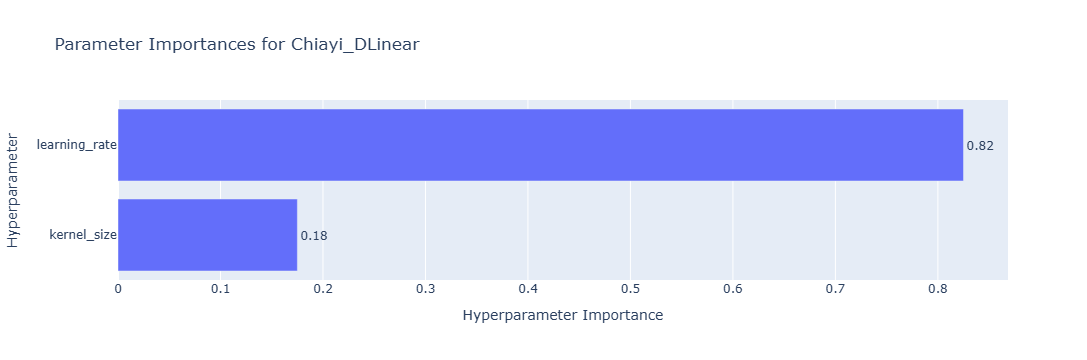 Parameter Importances for Chiayi_DLinear
Hyperparameter
learning_rate
0.82
kernel_size
0.18
0 0.1 0.2 0.3 0.4 0.5 0.6 0.7 0.8
Hyperparameter Importance